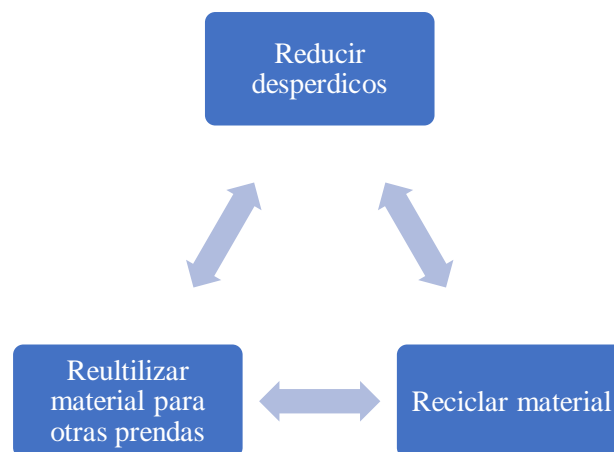 Reducir
desperdicos
Reultilizar
material para
otras prendas
Reciclar material